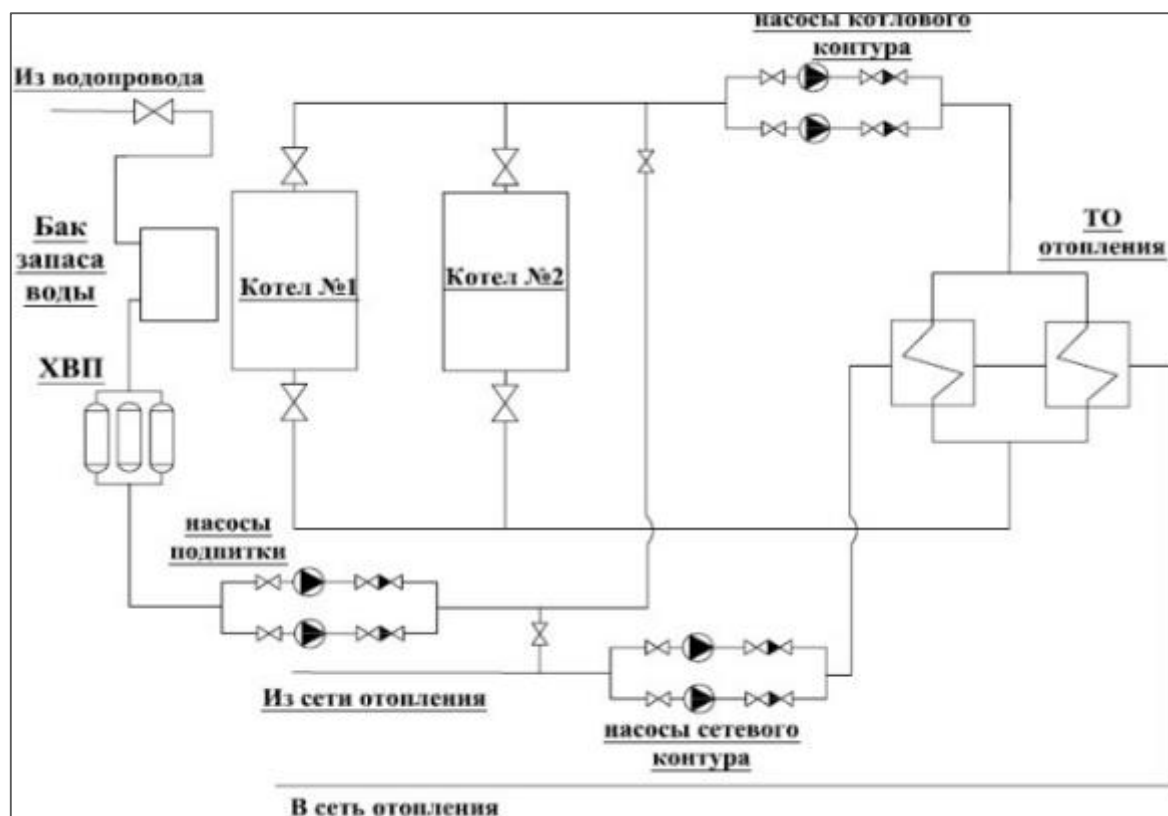 насосы котлового
контура
Из водопровода
Бак
запаса
воды
Котел №1
Котел №2
ТО
отопления
ХВП
насосы
подпитки
Из сети отопления
насосы сетевого
контура
В сеть отопления